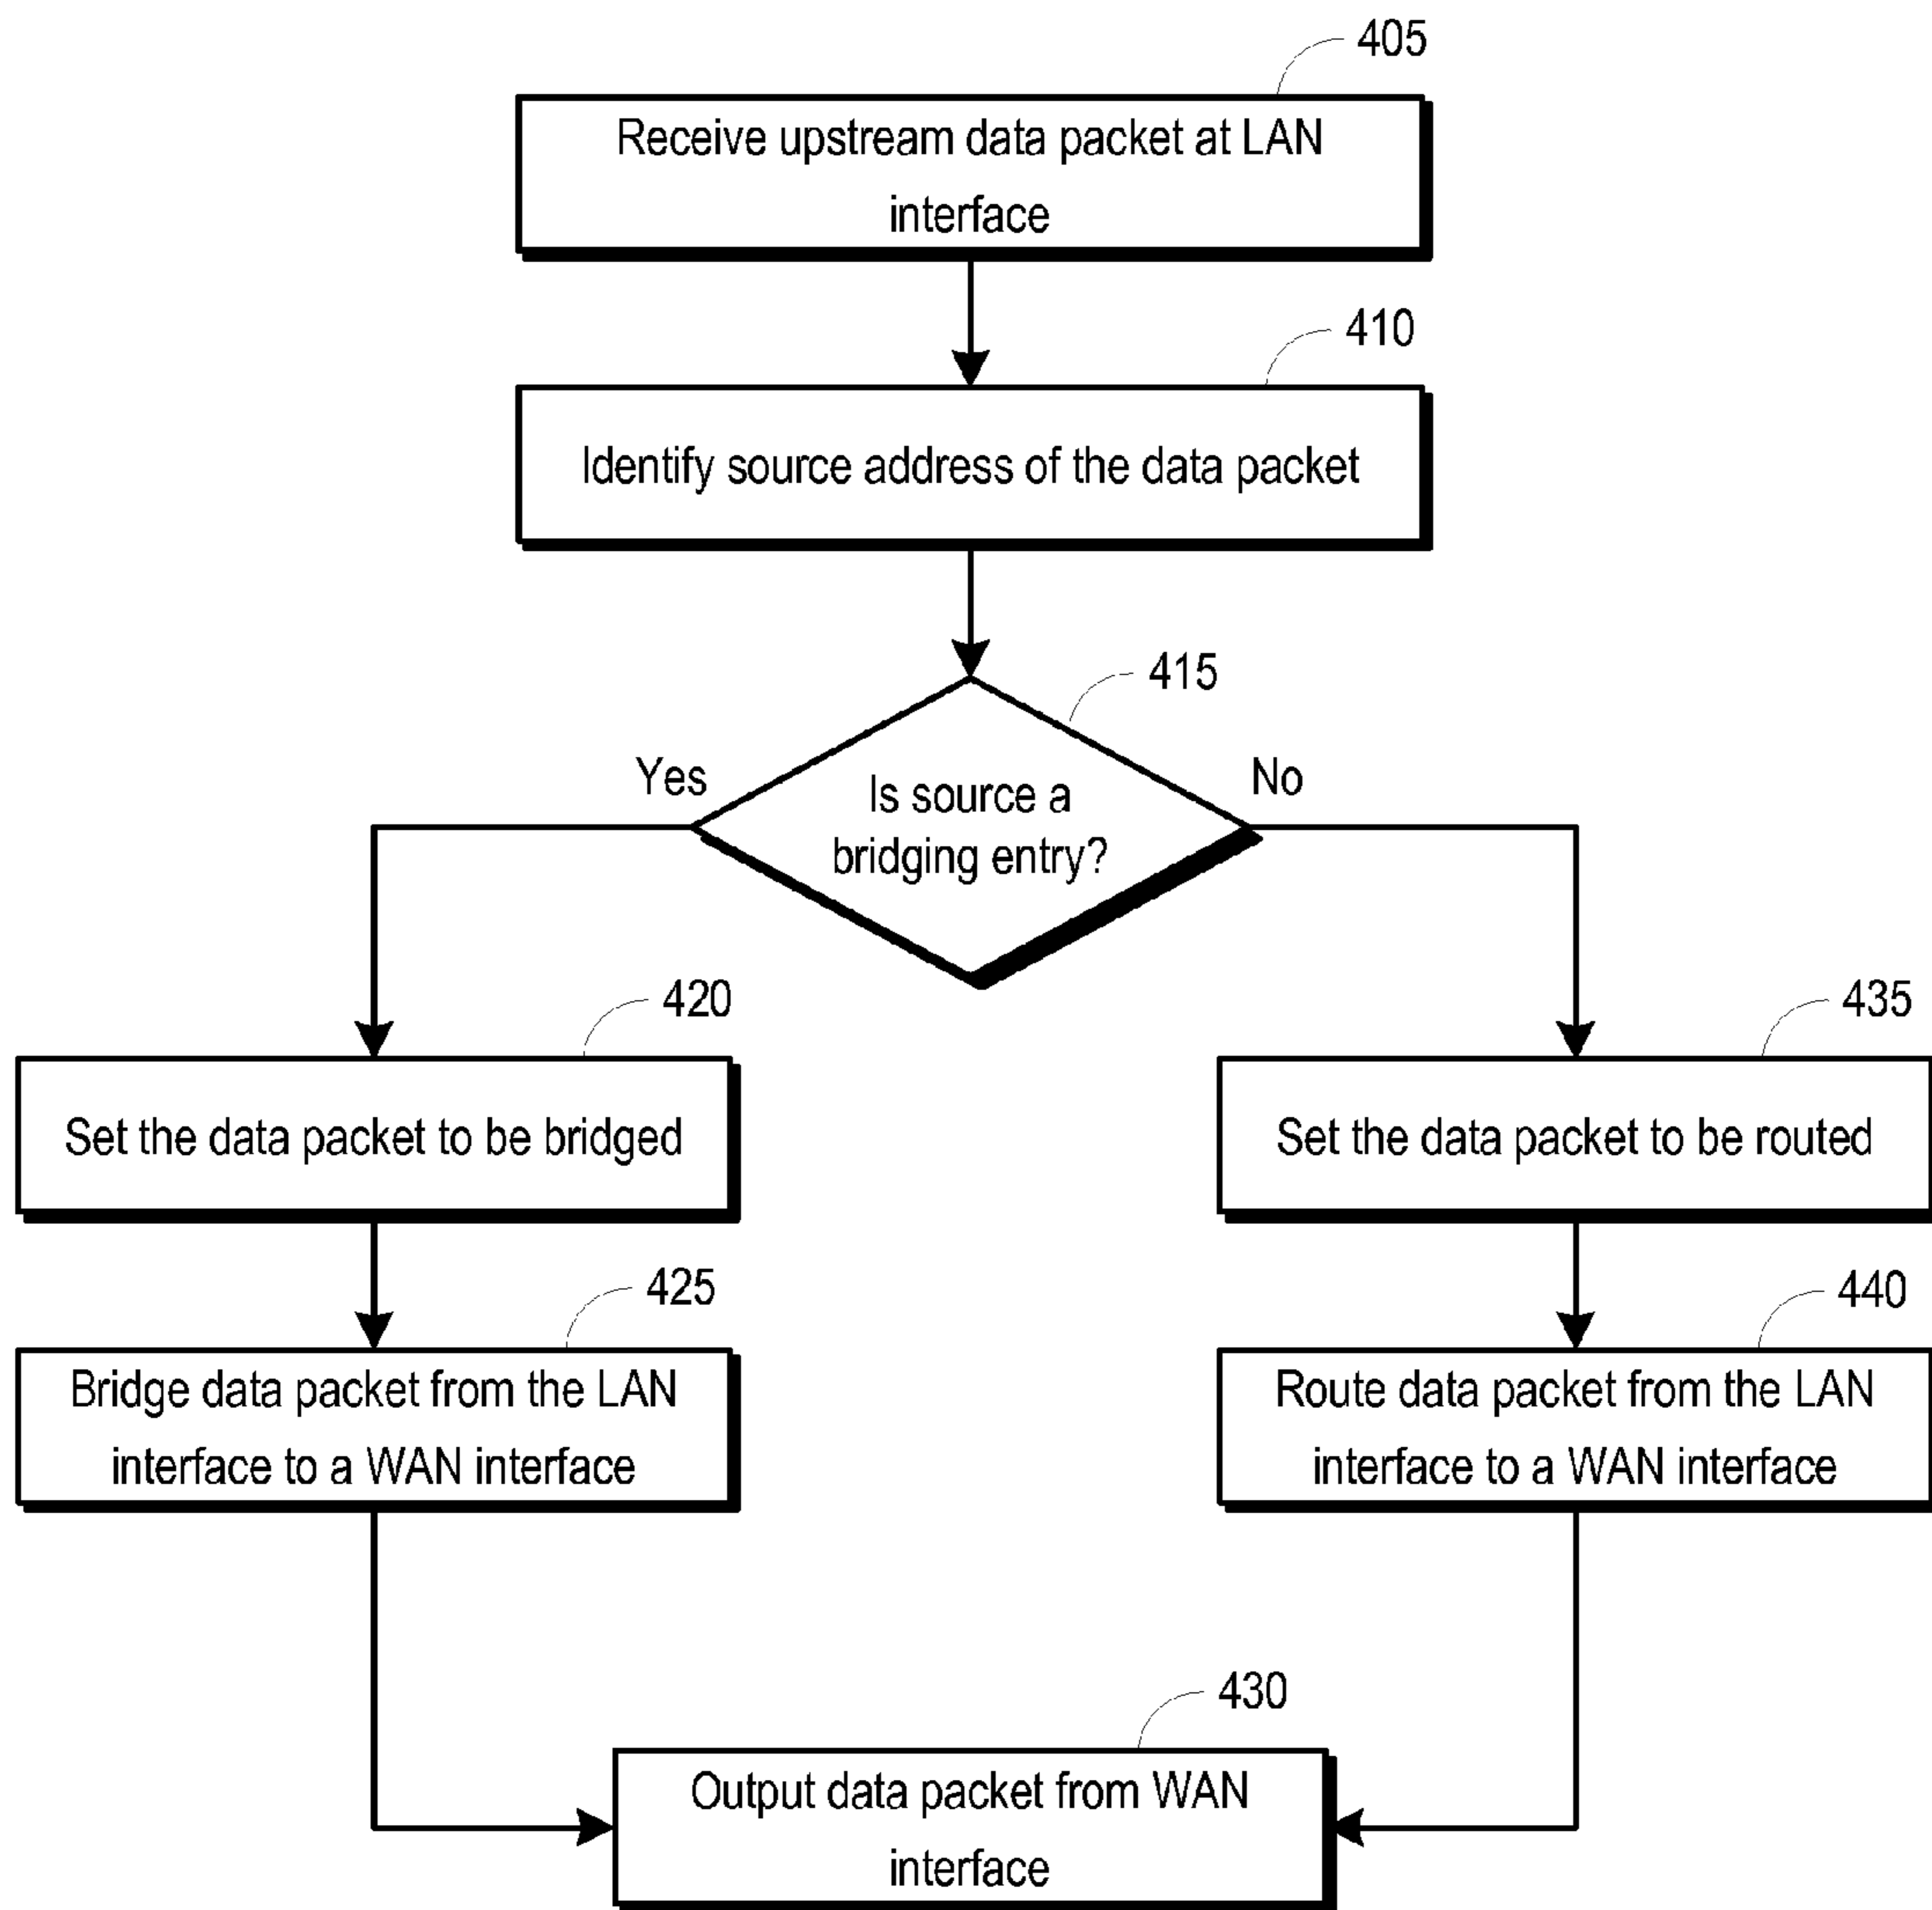 405
Receive upstream data packet at LAN
interface
410
Identify source address of the data packet
415
Yes
No
Is source a
bridging entry?
420
435
Set the data packet to be bridged
Set the data packet to be routed
425
440
Bridge data packet from the LAN
interface to a WAN interface
Route data packet from the LAN
interface to a WAN interface
430
Output data packet from WAN
interface